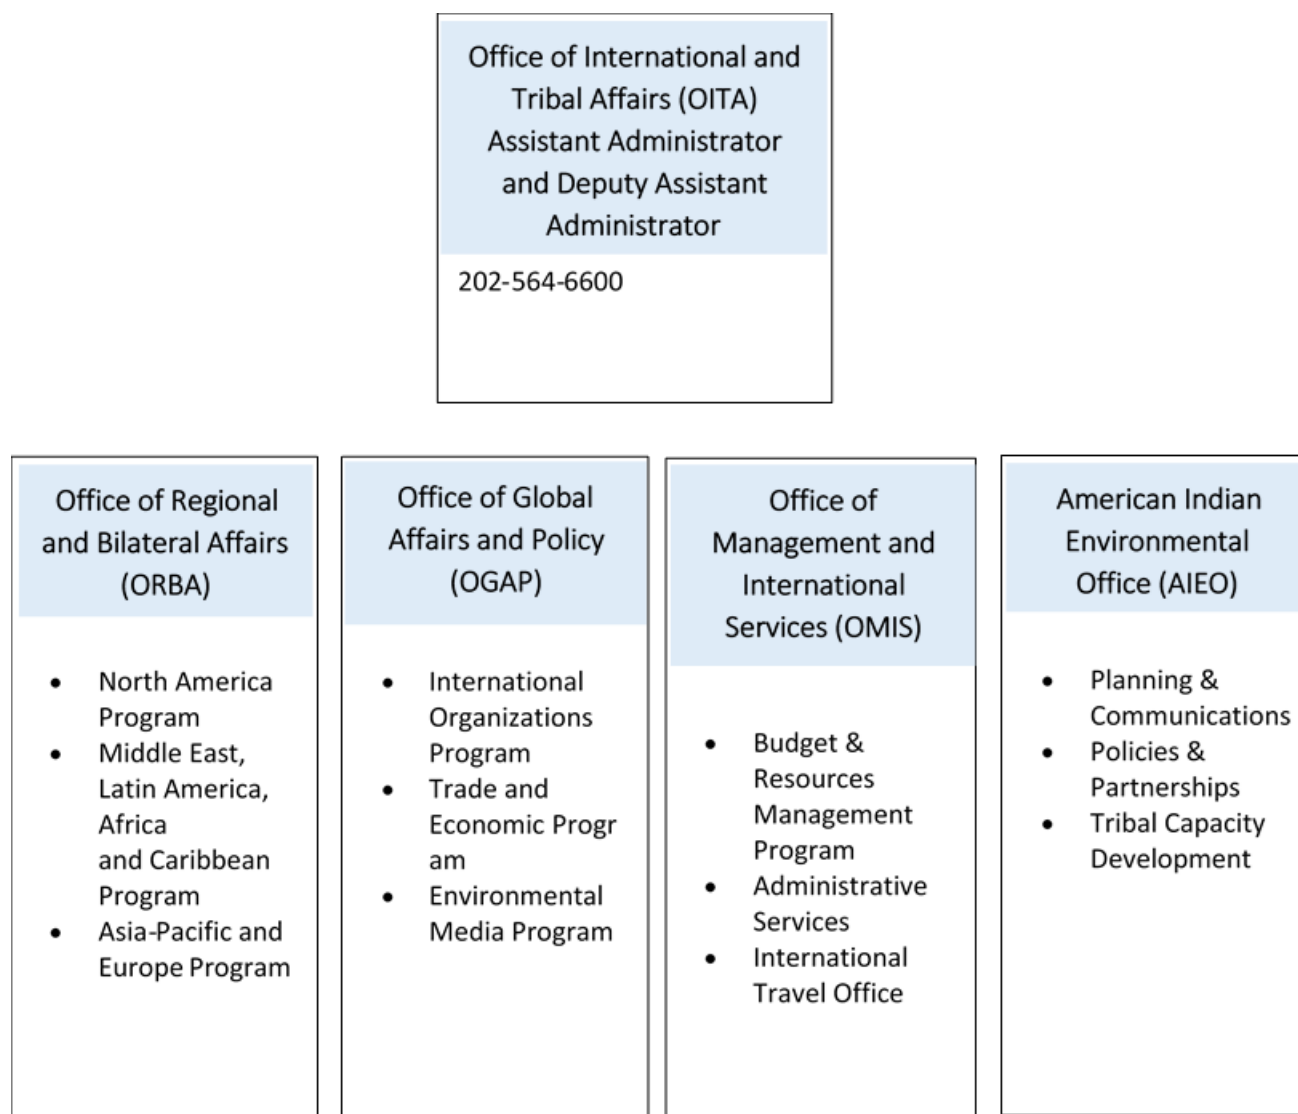 Office of International and
Tribal Affairs (OITA)
Assistant Administrator
and Deputy Assistant
Administrator
202-564-6600
Office of Regional
and Bilateral Affairs
(ORBA)
• North America
Program
• Middle East,
Latin America,
Africa
and Caribbean
Program
• Asia-Pacific and
Europe Program
Office of Global
Affairs and Policy
(OGAP)
• International
Organizations
Program
• Trade and
Economic Progr
am
• Environmental
Media Program
Office of
Management and
International
Services (OMIS)
• Budget &
Resources
Management
Program
• Administrative
Services
• International
Travel Office
American Indian
Environmental
Office (AIEO)
• Planning &
Communications
• Policies &
Partnerships
• Tribal Capacity
Development